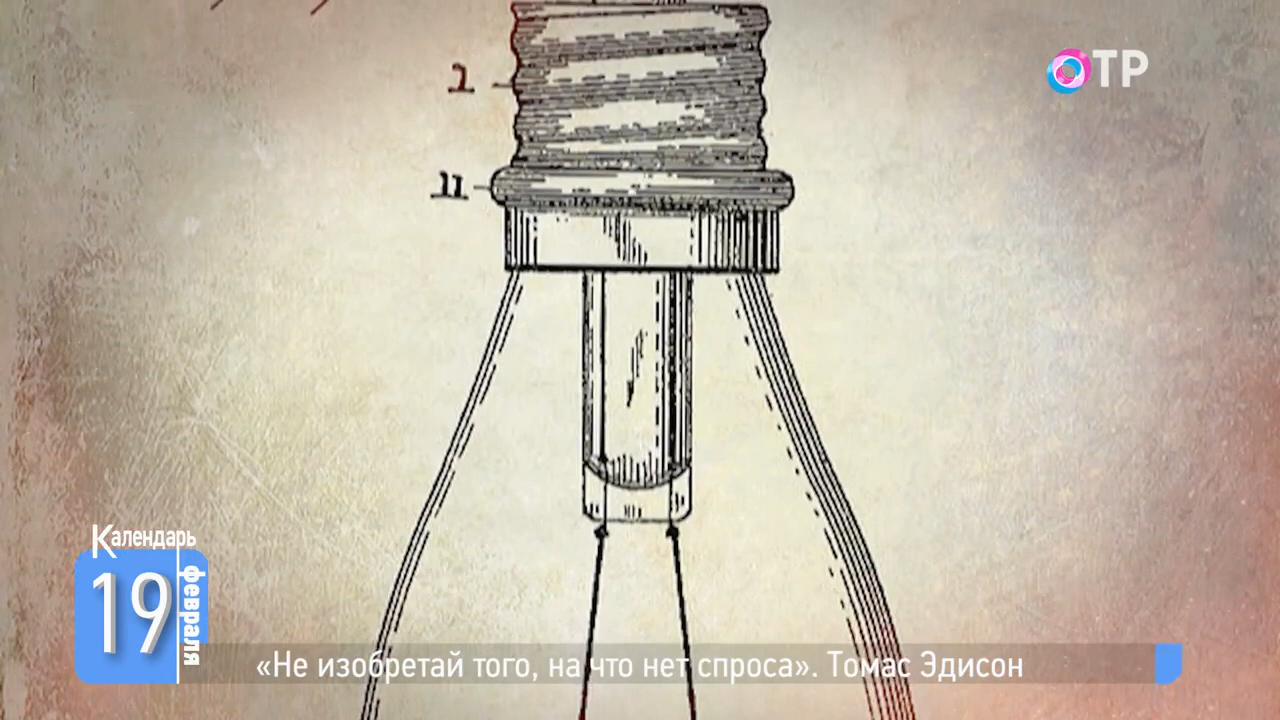 1
ОТР
11
Календарь
19
февраля
«Не изобретай того, на что нет спроса». Томас Эдисон